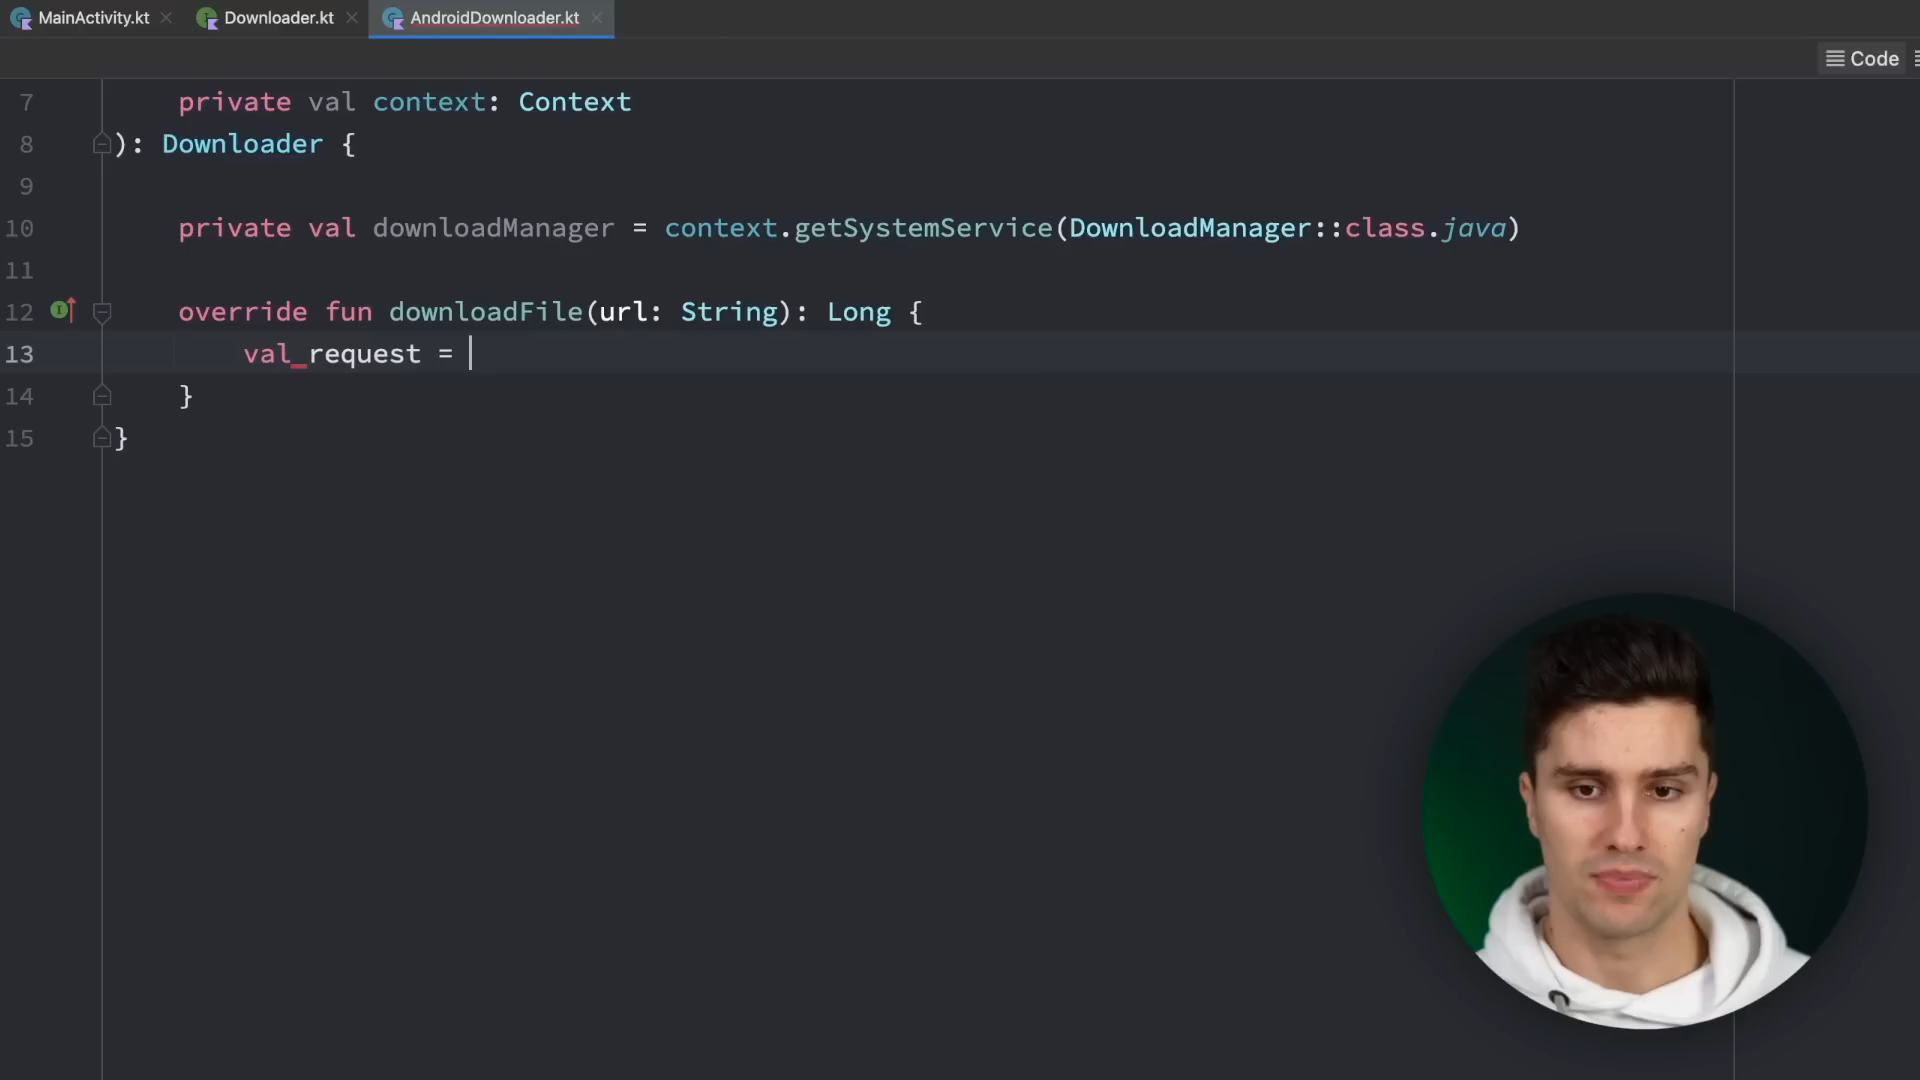 MainActivity.kt
Downloader.kt
AndroidDownloader.kt
Code
7 private val context: Context
8 ): Downloader {
9
10 private val downloadManager = context.getSystemService(DownloadManager::class.java)
11
12 override fun downloadFile(url: String): Long {
13 val request =
14 }
15 }